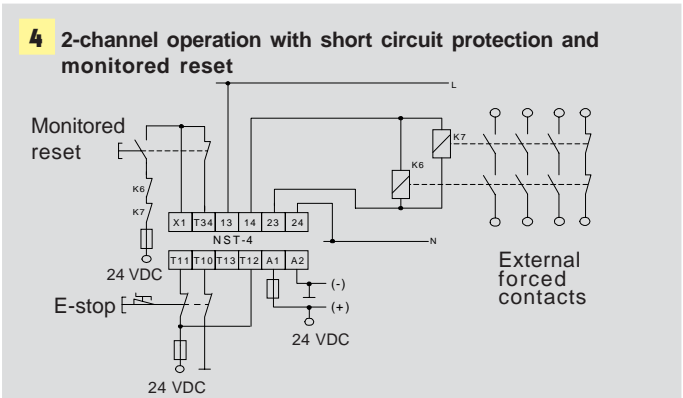 4 2-channel operation with short circuit protection and
monitored reset
L
Monitored
reset
K7
K6
K6
K7
X1 T34 13 14 23 24
NST-4
N
T11 T10 T13 T12 A1 A2
24 VDC
External
forced
contacts
E-stop
(-)
(+)
24 VDC
24 VDC